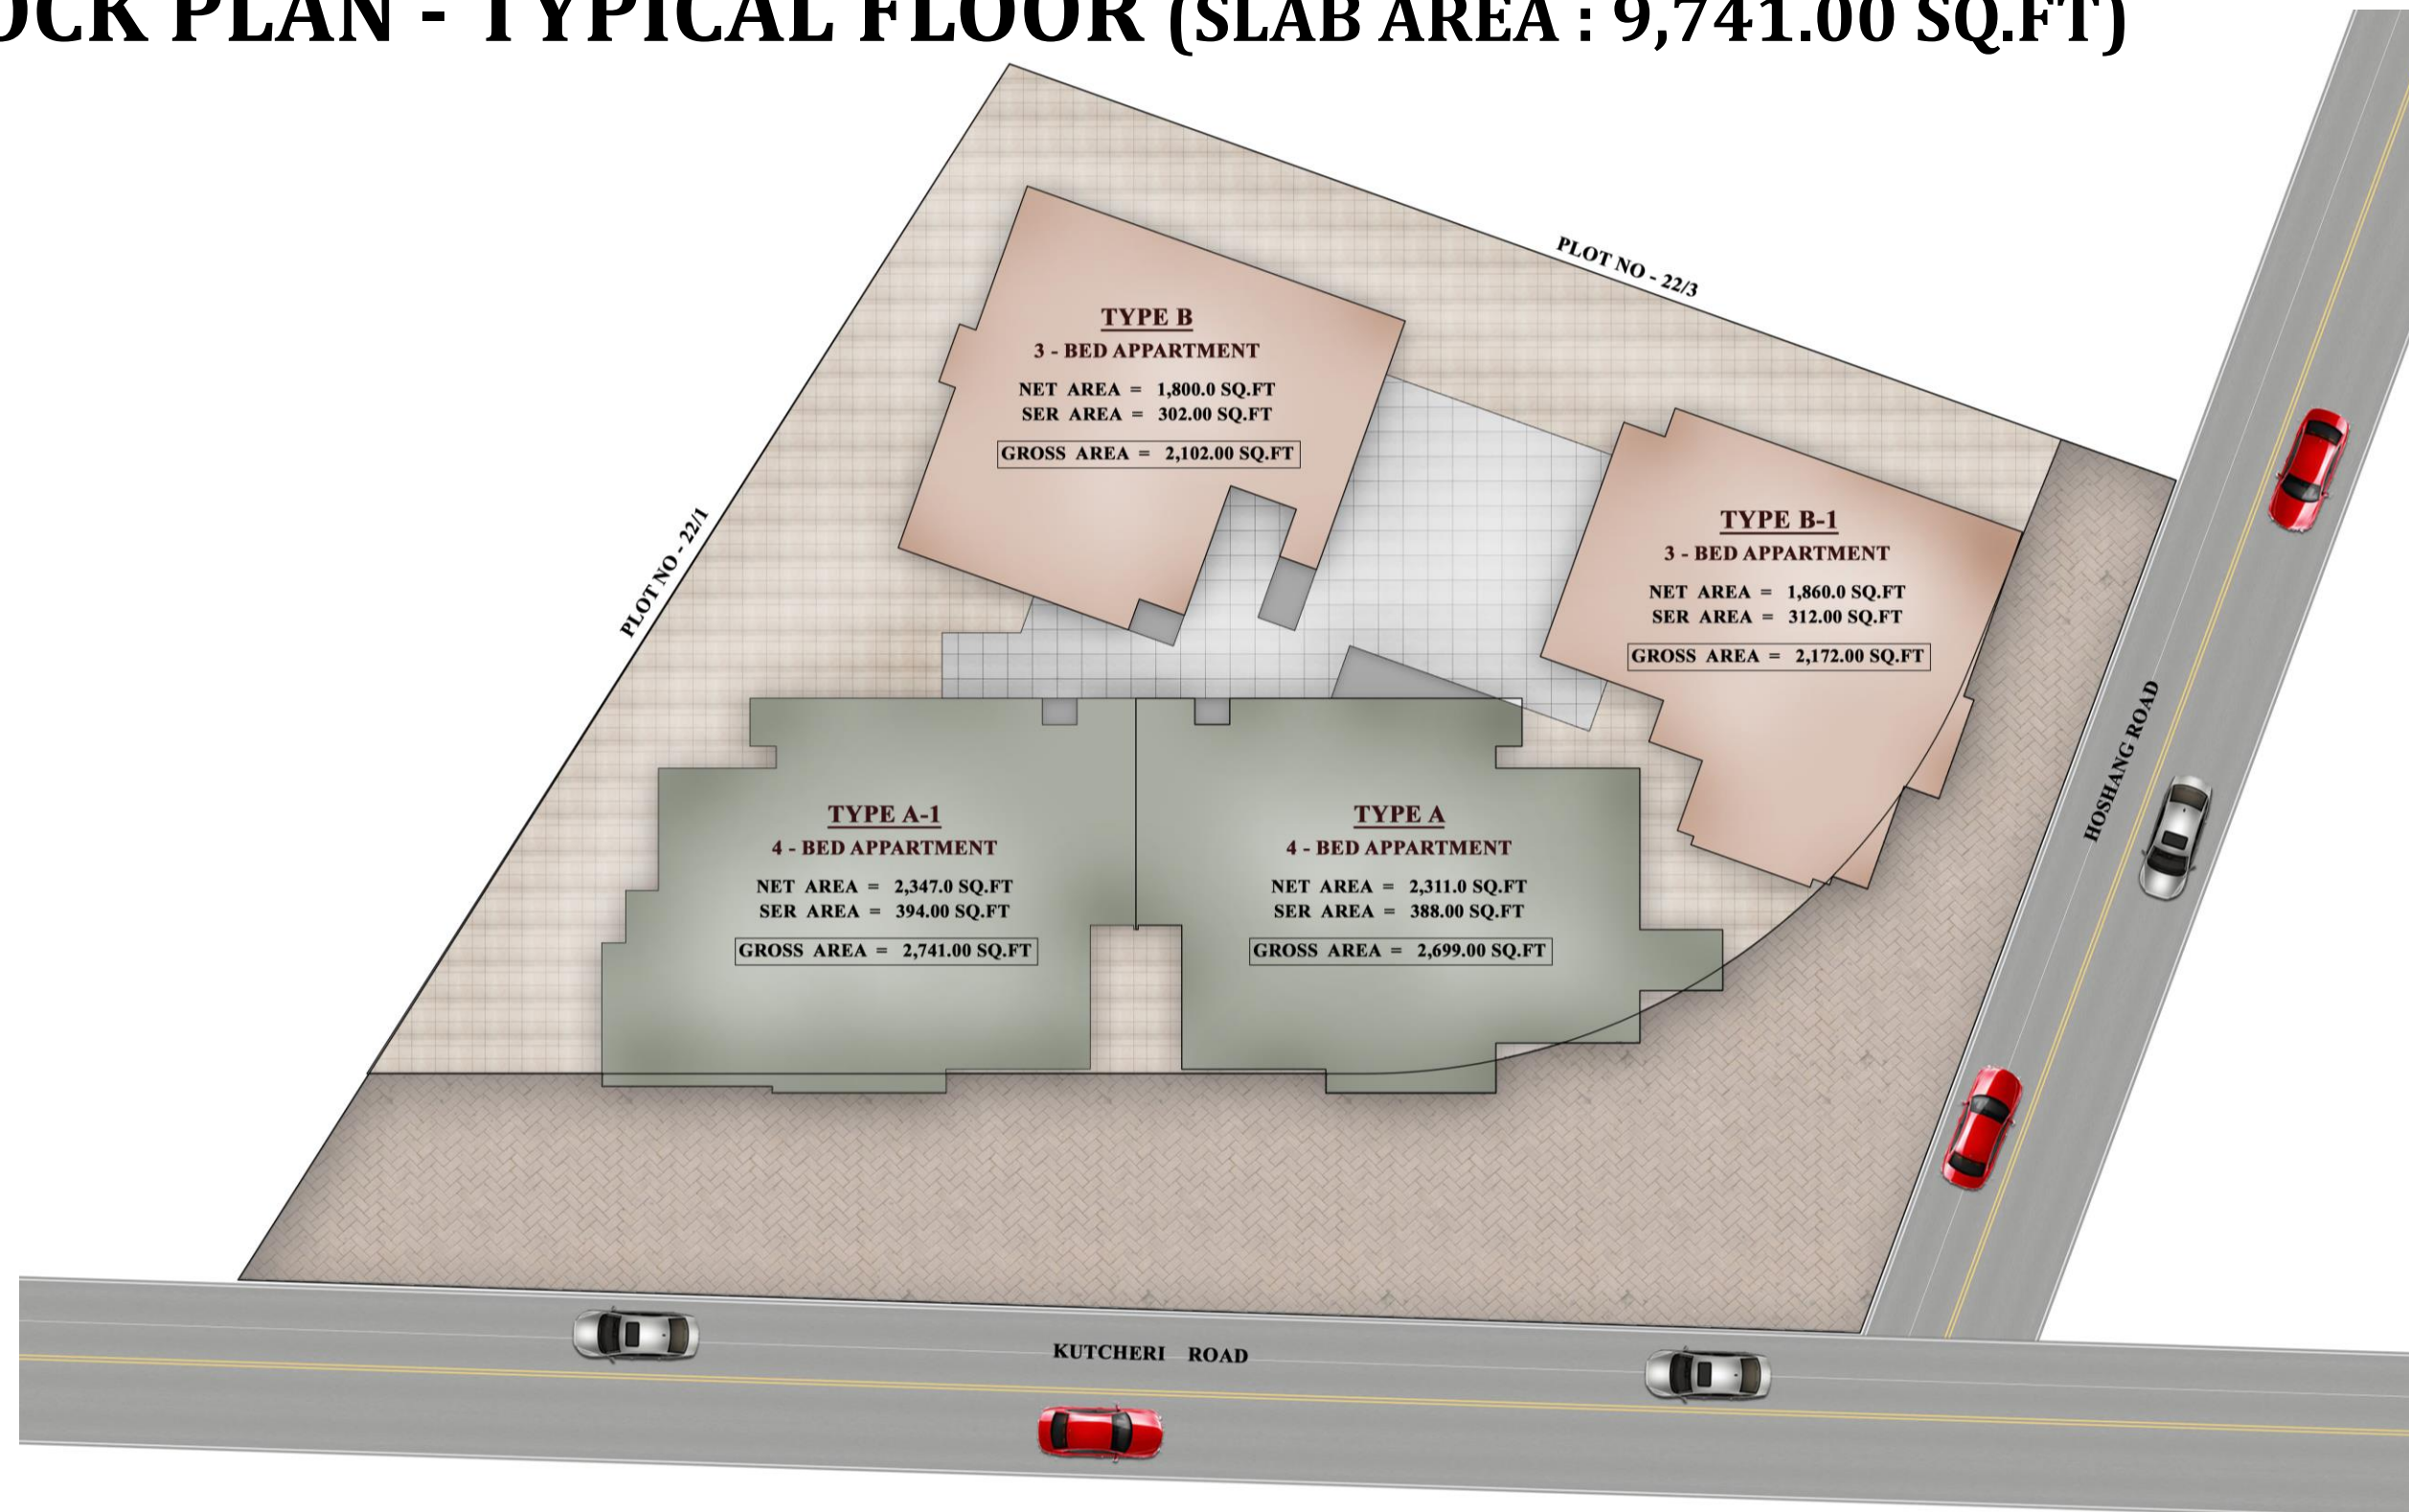 OCK PLAN - TYPICAL FLOOR (SLAB AREA : 9,741.00 SQ.FT)
PLOT NO - 22/3
TYPE B
3 - BED APPARTMENT
NET AREA = 1,800.0 SQ.FT
SER AREA = 302.00 SQ.FT
GROSS AREA = 2,102.00 SQ.FT
PLOT NO - 22/1
TYPE B-1
3 - BED APPARTMENT
NET AREA = 1,860.0 SQ.FT
SER AREA = 312.00 SQ.FT
GROSS AREA = 2,172.00 SQ.FT
HOSHANG ROAD
TYPE A-1
4 - BED APPARTMENT
NET AREA = 2,347.0 SQ.FT
SER AREA = 394.00 SQ.FT
GROSS AREA = 2,741.00 SQ.FT
TYPE A
4 - BED APPARTMENT
NET AREA = 2,311.0 SQ.FT
SER AREA = 388.00 SQ.FT
GROSS AREA = 2,699.00 SQ.FT
KUTCHERI ROAD